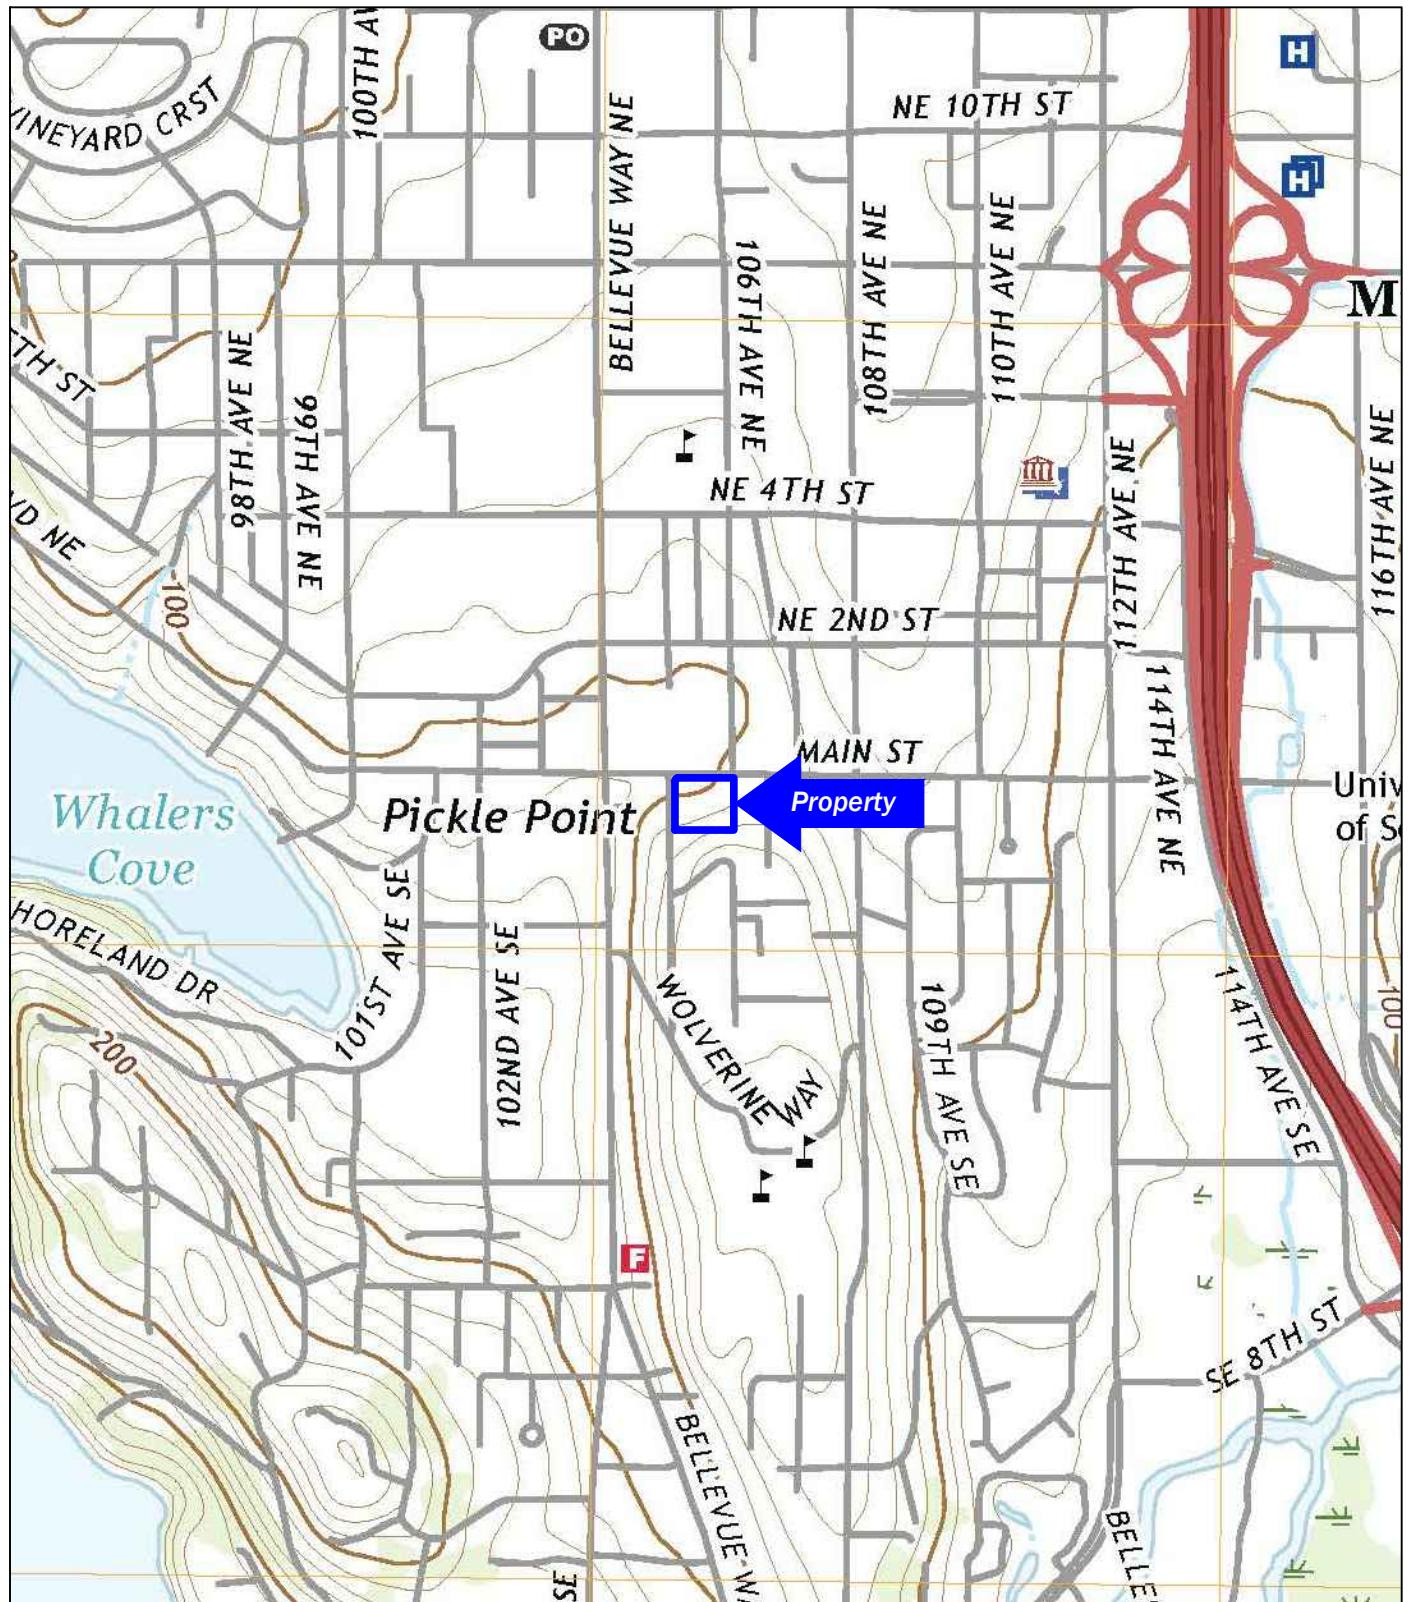 PO
H
100TH AV
VINEYARD CRST
NE 10TH ST
BELLEVUE WAY NE
H
106TH AVE NE
108TH AVE NE
110TH AVE NE
M
TH ST
98TH AVE NE
99TH AVE NE
112TH AVE NE
116TH AVE NE
NE 4TH ST
VD NE
100
NE 2ND ST
114TH AVE NE
MAIN ST
Whalers
Cove
Pickle Point
Property
Univ
of S
HORELAND DR
101ST AVE SE
102ND AVE SE
WOLVERINE WAY
109TH AVE SE
114TH AVE SE
100
200
F
SE 8TH ST
BELLEVUE WA
BELLE
SE